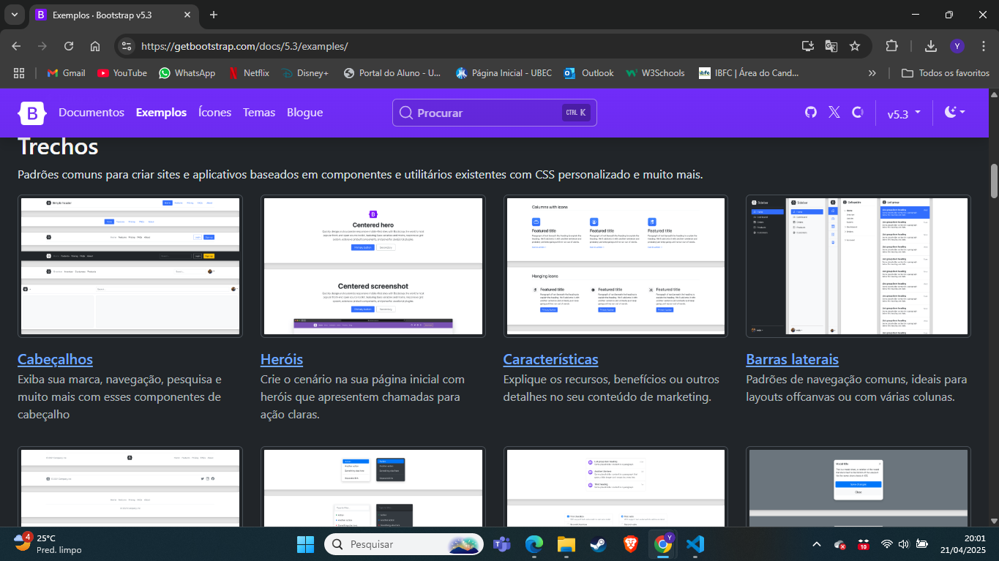 Exemplos · Bootstrap v5.3
https://getbootstrap.com/docs/5.3/examples/
Gmail
YouTube
WhatsApp
Netflix
Disney+
Portal do Aluno - U...
Página Inicial - UBEC
Outlook
W3Schools
IBFC | Área do Cand...
Todos os favoritos
B Documentos Exemplos Ícones Temas Blogue
Procurar CTRL K
v5.3
Trechos
Padrões comuns para criar sites e aplicativos baseados em componentes e utilitários existentes com CSS personalizado e muito mais.
Simple header
Centered hero
Centered screenshot
Columns with icons
Featured title Featured title Featured title
Hanging icons
Featured title Featured title Featured title
Cabeçalhos
Exiba sua marca, navegação, pesquisa e
muito mais com esses componentes de
cabeçalho
Heróis
Crie o cenário na sua página inicial com
heróis que apresentem chamadas para
ação claras.
Características
Explique os recursos, benefícios ou outros
detalhes no seu conteúdo de marketing.
Barras laterais
Padrões de navegação comuns, ideais para
layouts offcanvas ou com várias colunas.
4
25°C
Pred. limpo
Pesquisar
Y
10
20:01
21/04/2025